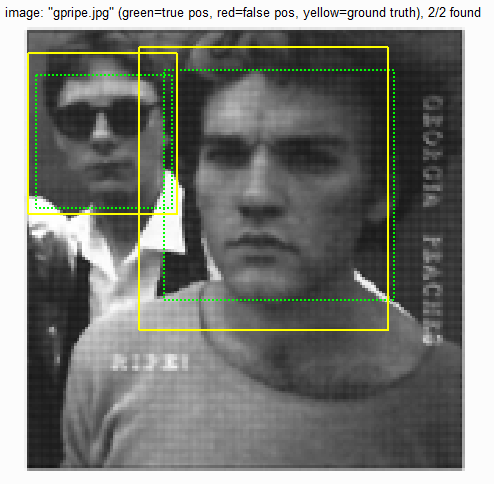 image: "gpripe.jpg" (green=true pos, red=false pos, yellow=ground truth), 2/2 found
GEORGIA PEACHES
RIPE!